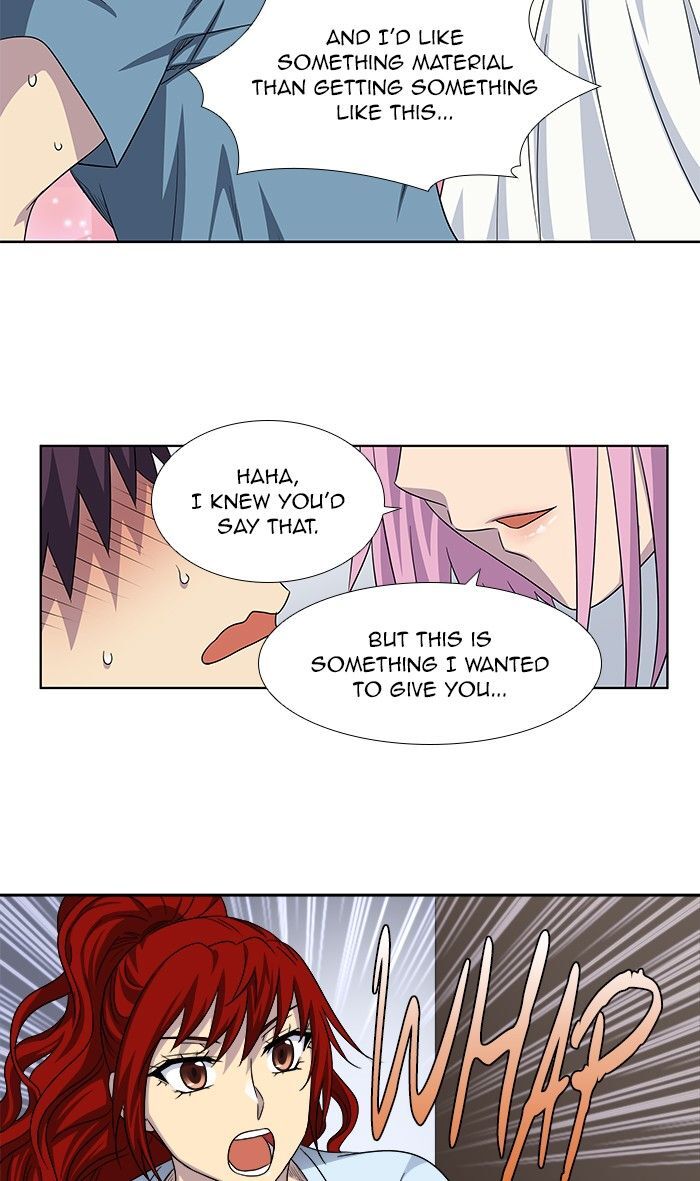 AND I'D LIKE
SOMETHING MATERIAL
THAN GETTING SOMETHING
LIKE THIS...
HAHA,
I KNEW YOU'D
SAY THAT.
BUT THIS IS
SOMETHING I WANTED
TO GIVE YOU...
WHAP